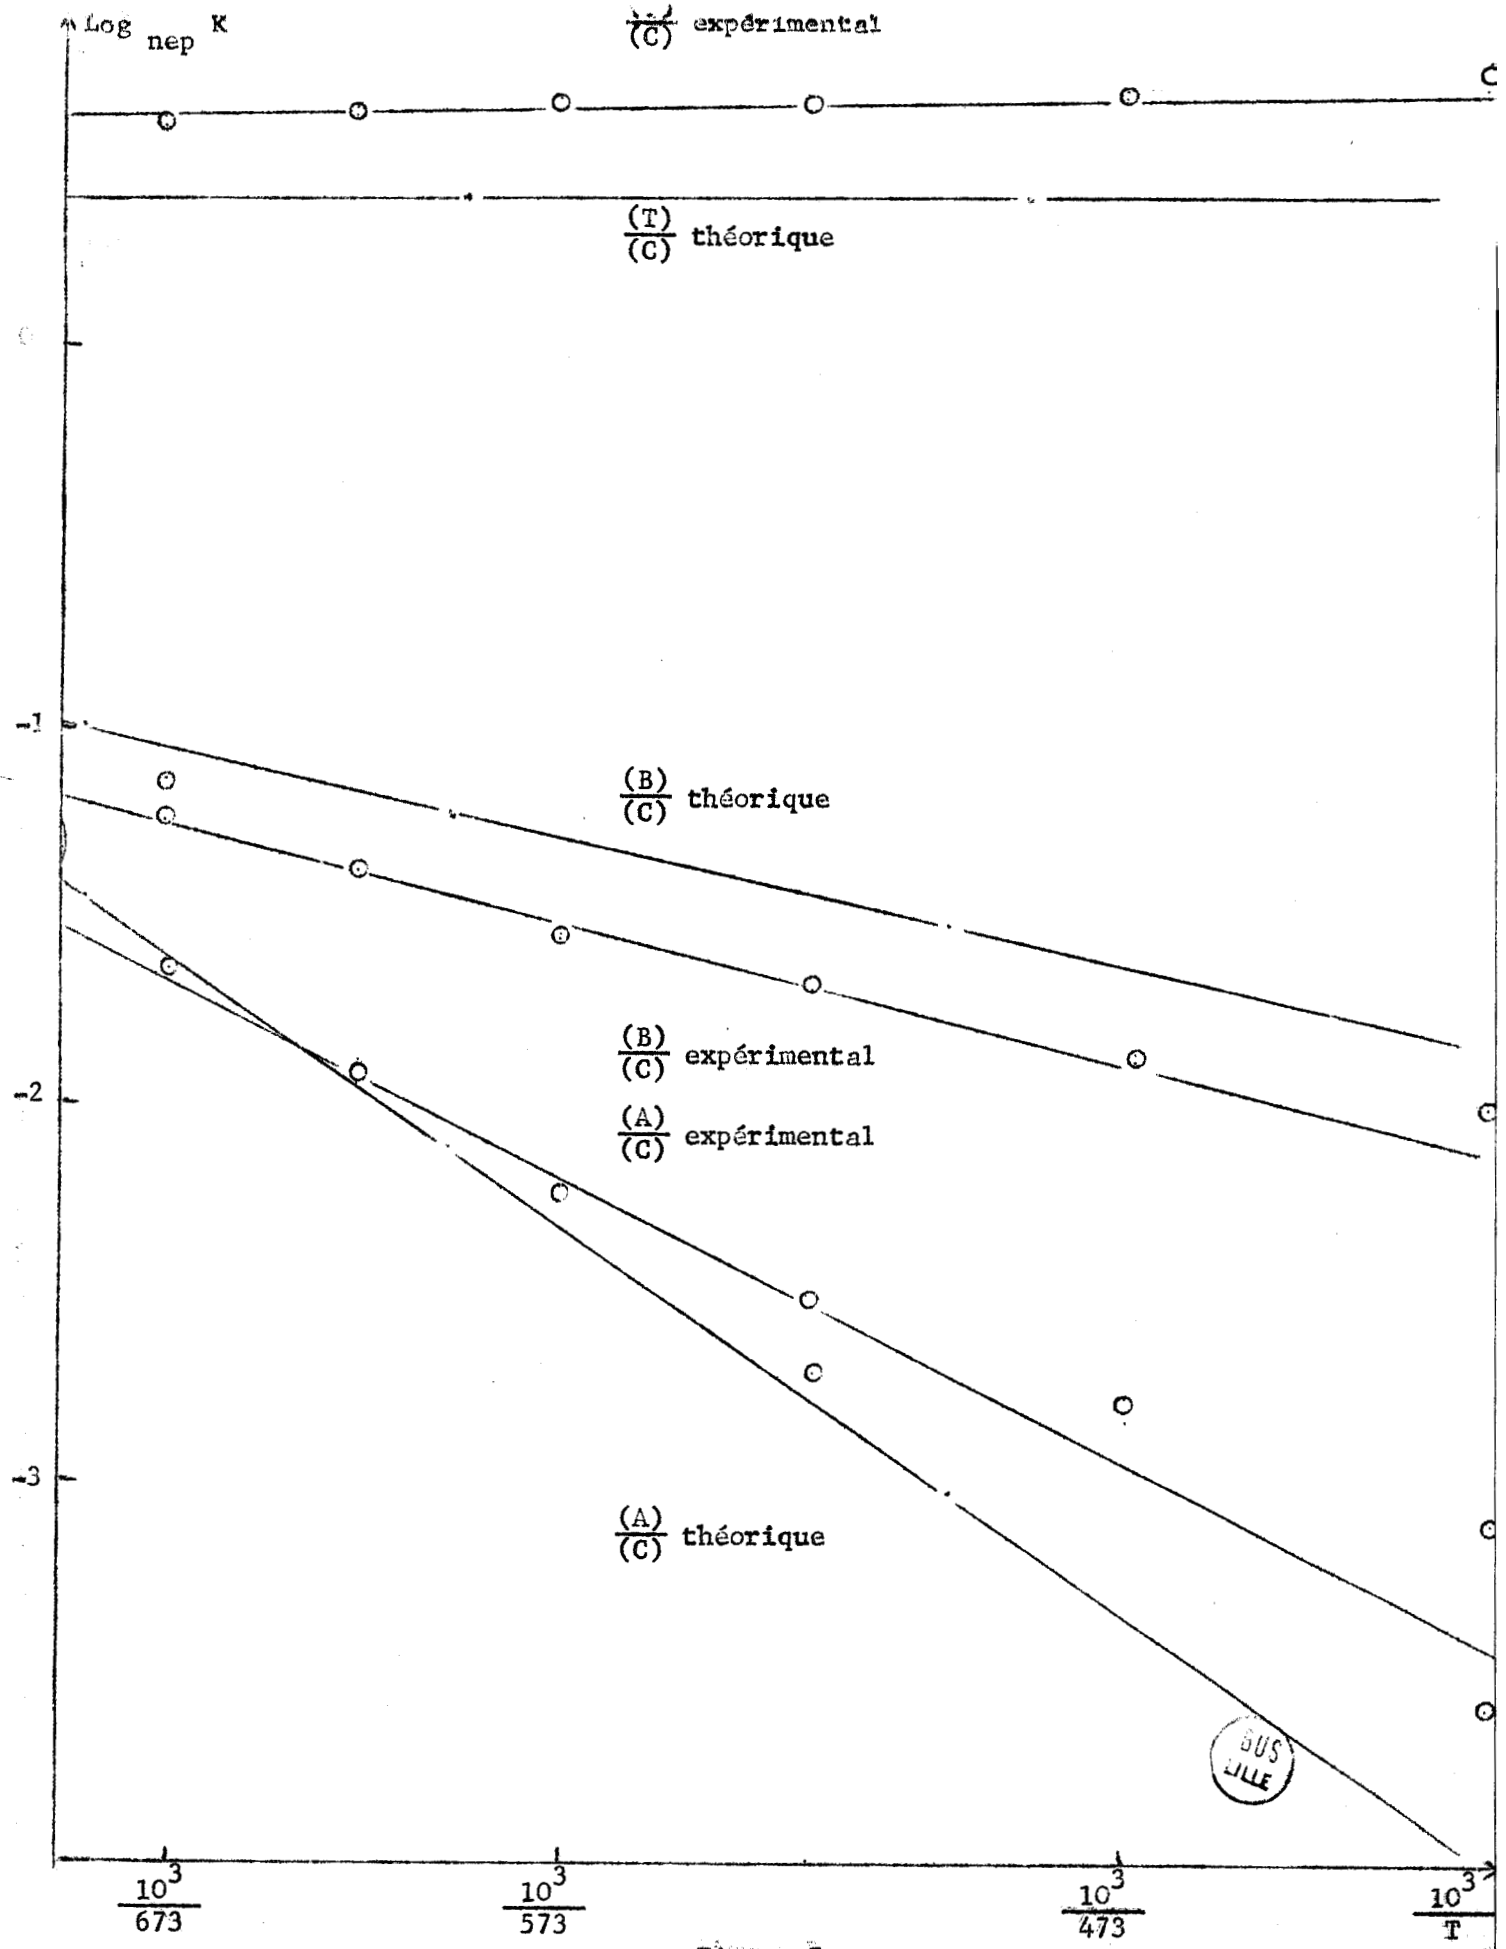 Log nep K
(C) expérimental
(T)
(C) théorique
0
-1
(B)
(C) théorique
(B)
(C) expérimental
-2
(A)
(C) expérimental
-3
(A)
(C) théorique
BUS
LILLE
10³ 10³ 10³ 10³
673 573 473 T